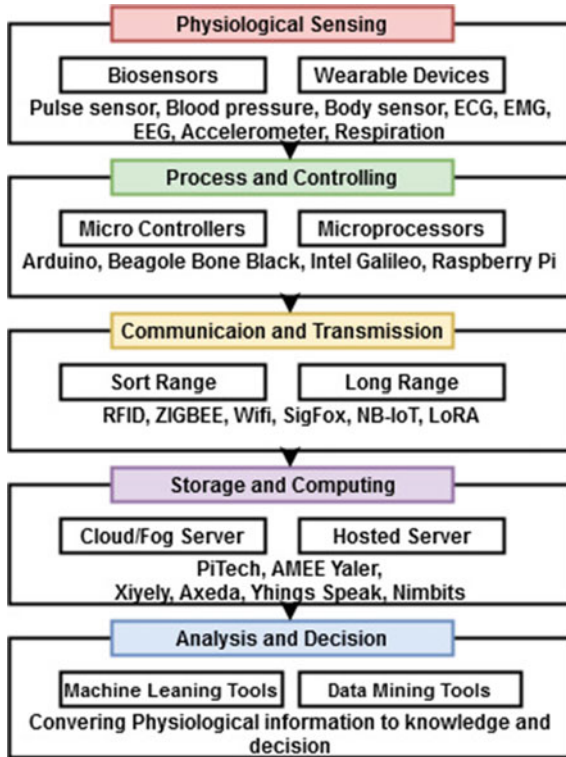 Physiological Sensing
Biosensors
Wearable Devices
Pulse sensor, Blood pressure, Body sensor, ECG, EMG,
EEG, Accelerometer, Respiration
Process and Controlling
Micro Controllers
Microprocessors
Arduino, Beagole Bone Black, Intel Galileo, Raspberry Pi
Communicaion and Transmission
Sort Range
Long Range
RFID, ZIGBEE, Wifi, SigFox, NB-IoT, LoRA
Storage and Computing
Cloud/Fog Server
Hosted Server
PiTech, AMEE Yaler,
Xiyely, Axeda, Yhings Speak, Nimbits
Analysis and Decision
Machine Leaning Tools
Data Mining Tools
Convering Physiological information to knowledge and
decision